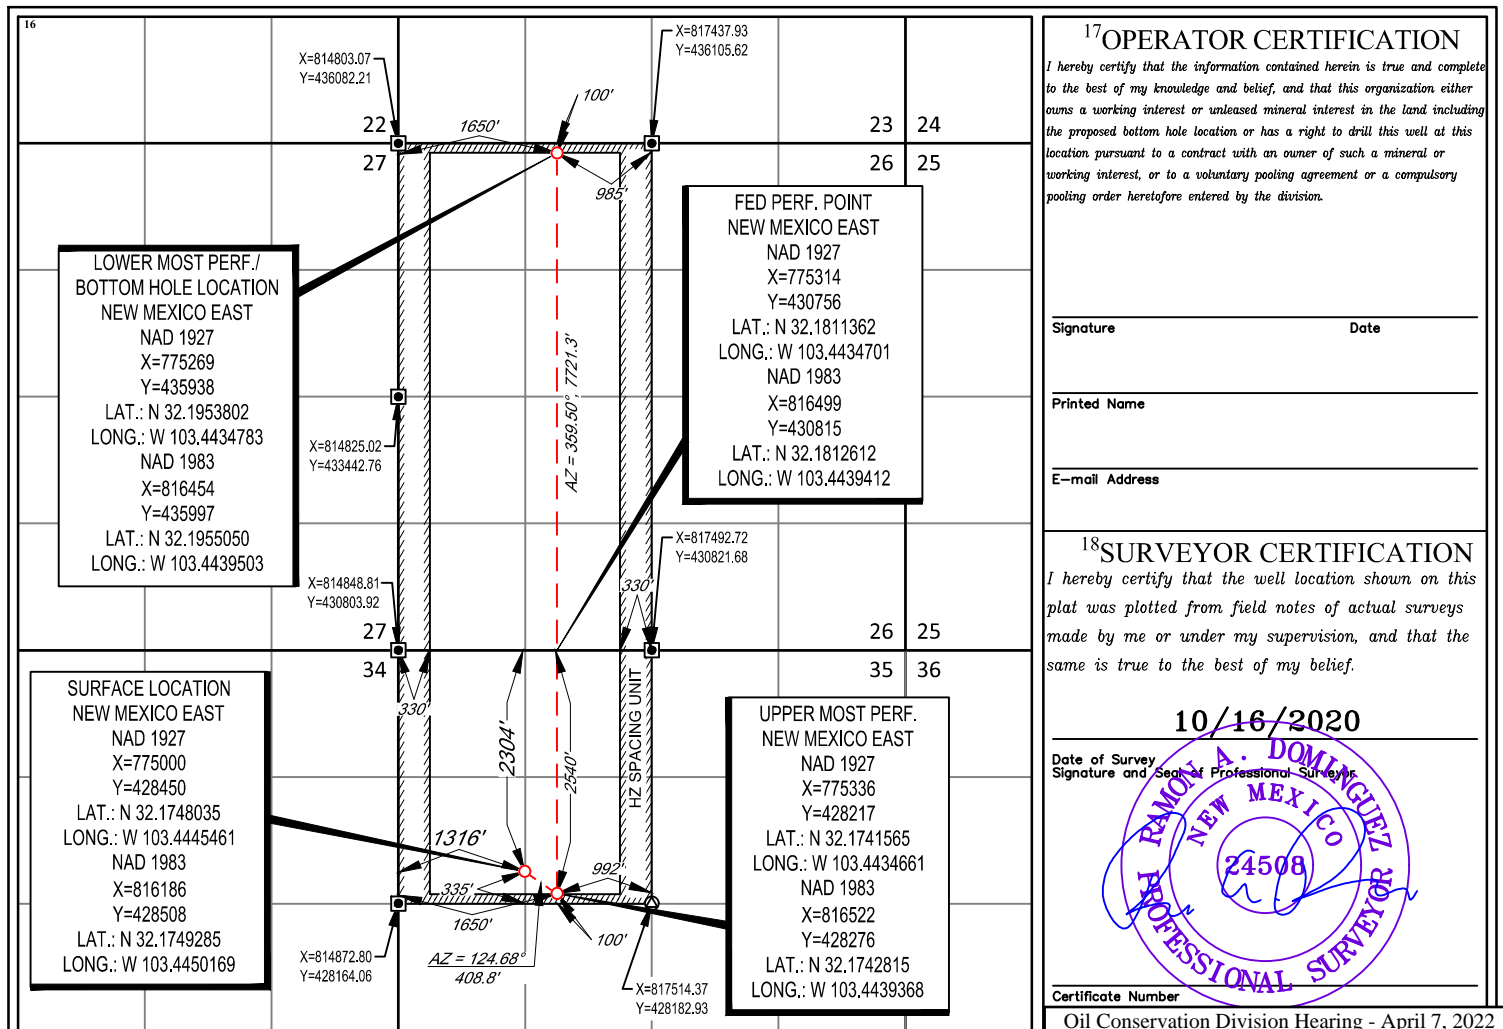 16
X=814803.07
Y=436082.21
X=817437.93
Y=436105.62
100'
1650'
22
23 24
27
26 25
985'
LOWER MOST PERF./
BOTTOM HOLE LOCATION
NEW MEXICO EAST
NAD 1927
X=775269
Y=435938
LAT.: N 32.1953802
LONG.: W 103.4434783
NAD 1983
X=816454
Y=435997
LAT.: N 32.1955050
LONG.: W 103.4439503
FED PERF. POINT
NEW MEXICO EAST
NAD 1927
X=775314
Y=430756
LAT.: N 32.1811362
LONG.: W 103.4434701
NAD 1983
X=816499
Y=430815
LAT.: N 32.1812612
LONG.: W 103.4439412
AZ = 359.50°, 7721.3'
X=814825.02
Y=433442.76
X=817492.72
Y=430821.68
X=814848.81
Y=430803.92
330'
27
26 25
34
35 36
330'
SURFACE LOCATION
NEW MEXICO EAST
NAD 1927
X=775000
Y=428450
LAT.: N 32.1748035
LONG.: W 103.4445461
NAD 1983
X=816186
Y=428508
LAT.: N 32.1749285
LONG.: W 103.4450169
2304'
2540'
HZ SPACING UNIT
UPPER MOST PERF.
NEW MEXICO EAST
NAD 1927
X=775336
Y=428217
LAT.: N 32.1741565
LONG.: W 103.4434661
NAD 1983
X=816522
Y=428276
LAT.: N 32.1742815
LONG.: W 103.4439368
1316'
335'
992'
1650'
100'
AZ = 124.68°
408.8'
X=814872.80
Y=428164.06
X=817514.37
Y=428182.93
17 OPERATOR CERTIFICATION
I hereby certify that the information contained herein is true and complete
to the best of my knowledge and belief, and that this organization either
owns a working interest or unleased mineral interest in the land including
the proposed bottom hole location or has a right to drill this well at this
location pursuant to a contract with an owner of such a mineral or
working interest, or to a voluntary pooling agreement or a compulsory
pooling order heretofore entered by the division.
Signature Date
Printed Name
E-mail Address
18 SURVEYOR CERTIFICATION
I hereby certify that the well location shown on this
plat was plotted from field notes of actual surveys
made by me or under my supervision, and that the
same is true to the best of my belief.
10/16/2020
Date of Survey
Signature and Seal of Professional Surveyor
RAMON A. DOMINGUEZ
NEW MEXICO
24508
PROFESSIONAL SURVEYOR
Certificate Number
Oil Conservation Division Hearing - April 7, 2022